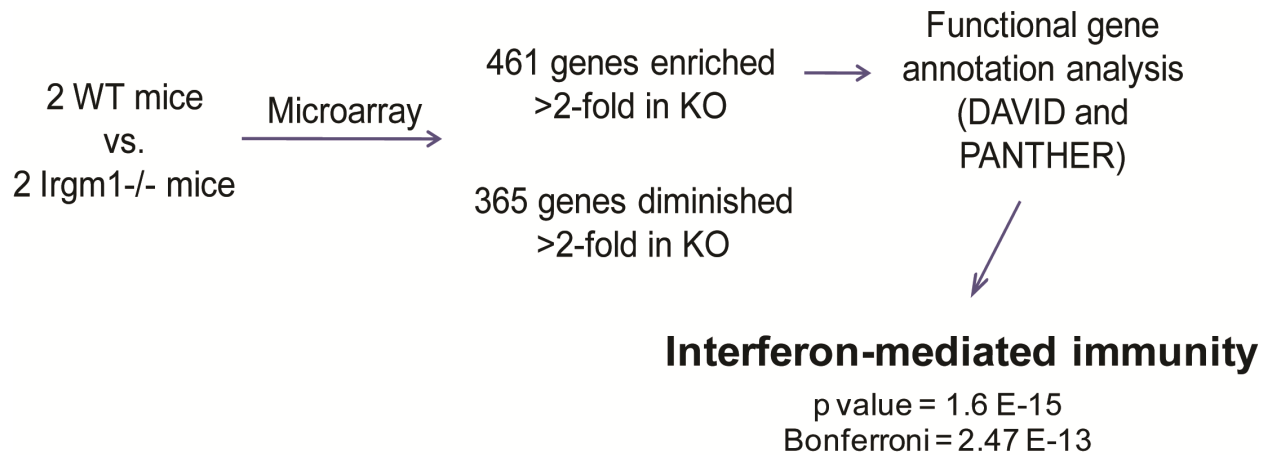 2 WT mice
vs.
2 Irgm1-/- mice
Microarray
461 genes enriched
>2-fold in KO
365 genes diminished
>2-fold in KO
Functional gene
annotation analysis
(DAVID and
PANTHER)
Interferon-mediated immunity
p value = 1.6 E-15
Bonferroni = 2.47 E-13